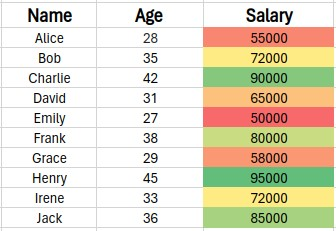 Name Age Salary
Alice 28 55000
Bob 35 72000
Charlie 42 90000
David 31 65000
Emily 27 50000
Frank 38 80000
Grace 29 58000
Henry 45 95000
Irene 33 72000
Jack 36 85000